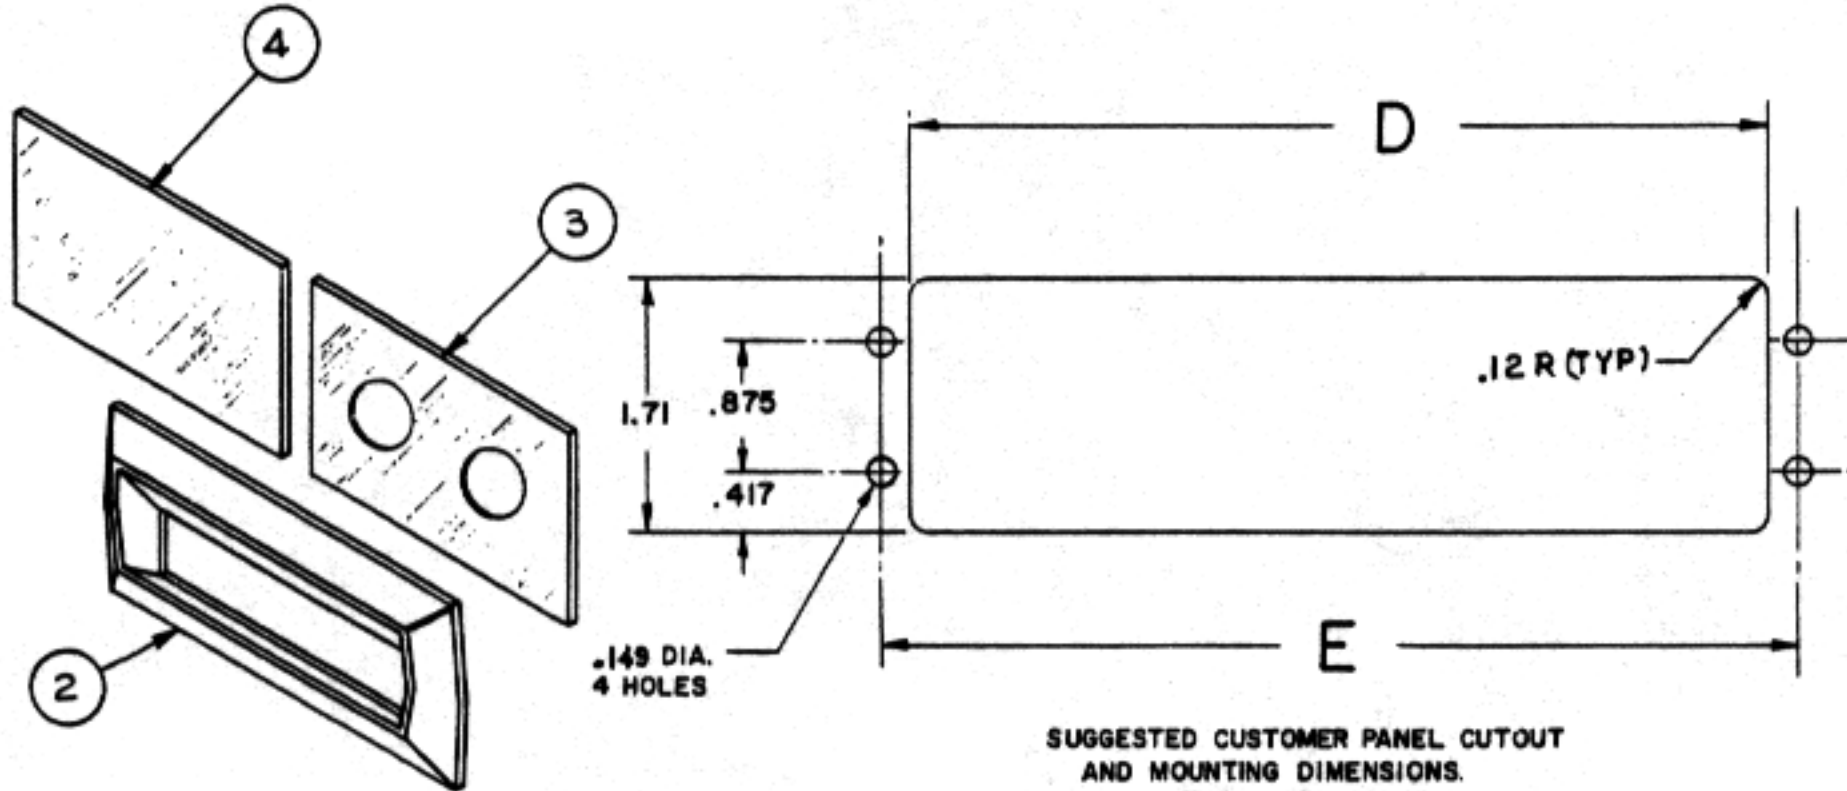 4
3
2
D
1.71
.875
.417
.12 R (TYP)
.149 DIA.
4 HOLES
E
SUGGESTED CUSTOMER PANEL CUTOUT
AND MOUNTING DIMENSIONS.